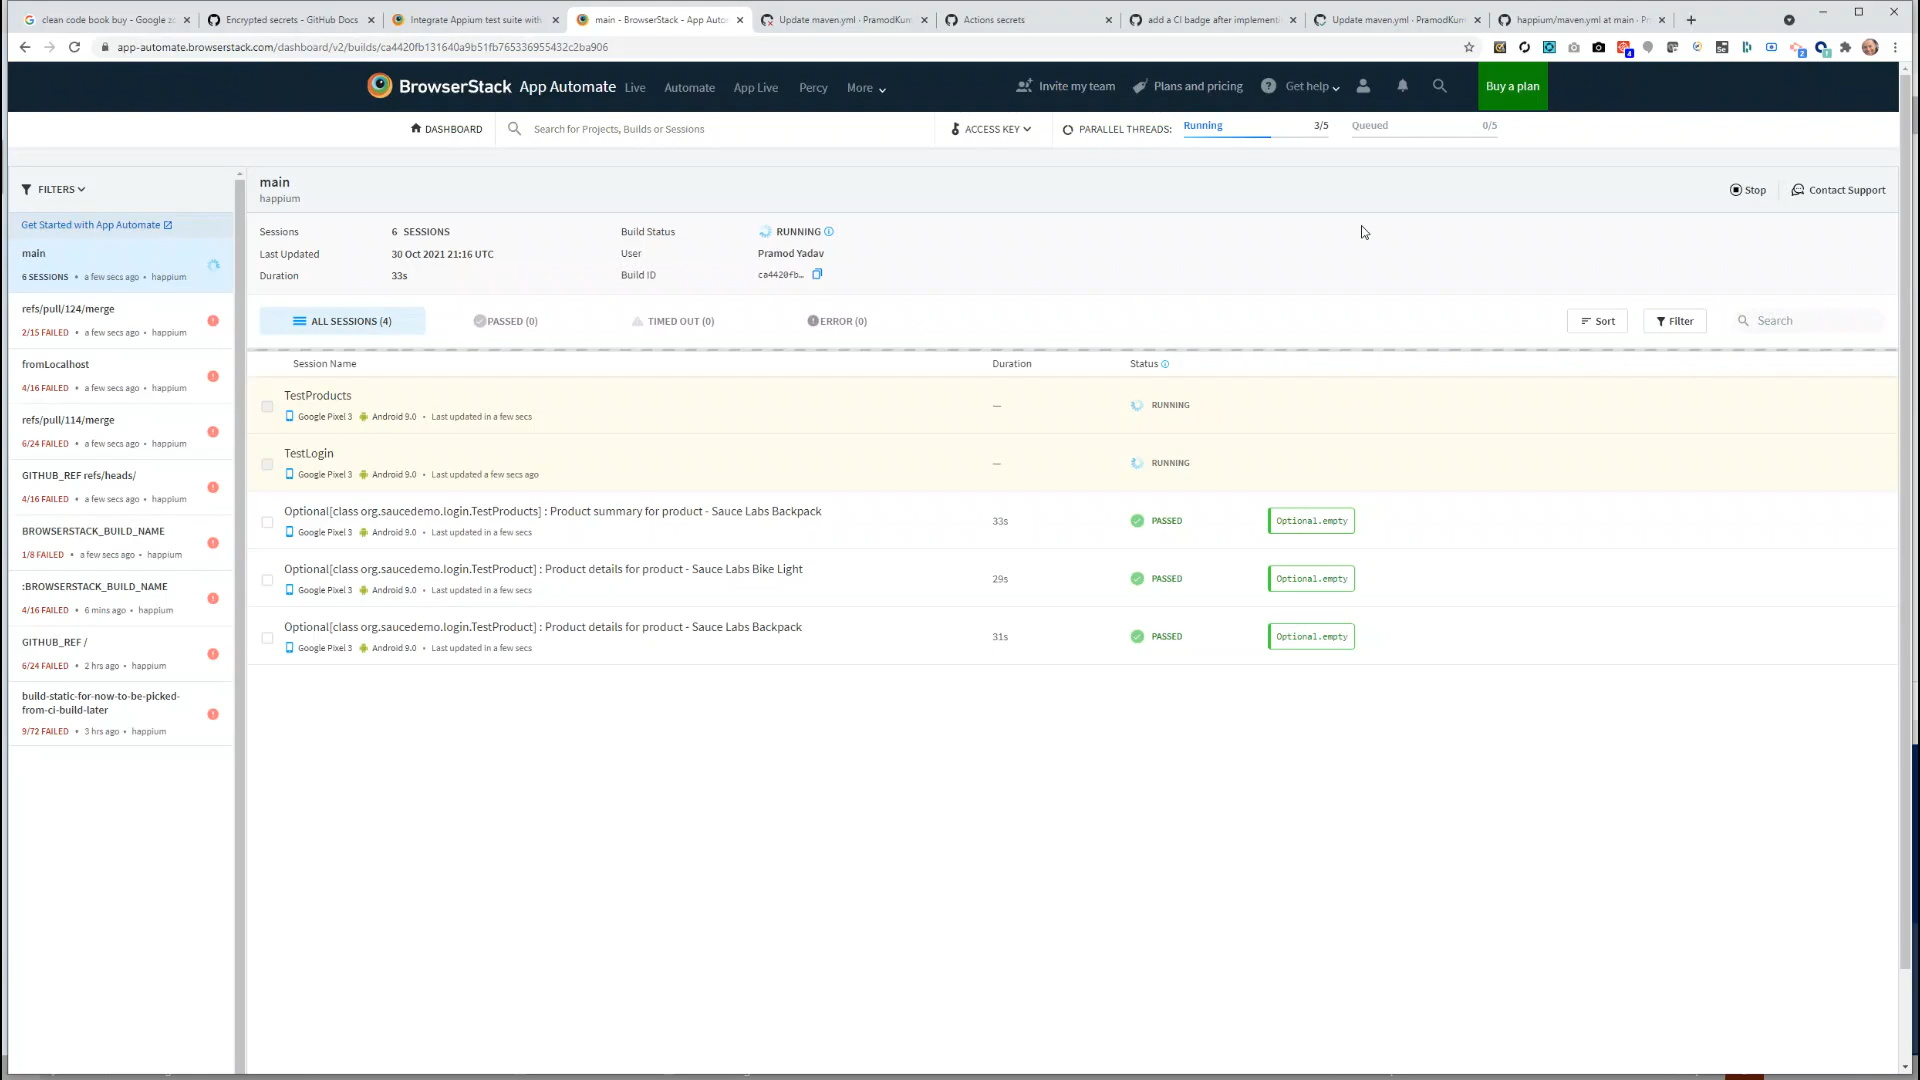 clean code book buy - Google
Encrypted secrets - GitHub Docs
Integrate Appium test suite with
main - BrowserStack - App Auto
Update maven.yml · PramodKum
Actions secrets
add a CI badge after implementi
Update maven.yml · PramodKum
happium/maven.yml at main
app-automate.browserstack.com/dashboard/v2/builds/ca4420fb131640a9b51fb765336955432c2ba906
BrowserStack App Automate
Live
Automate
App Live
Percy
More
Invite my team
Plans and pricing
Get help
Buy a plan
DASHBOARD
Search for Projects, Builds or Sessions
ACCESS KEY
PARALLEL THREADS:
Running 3/5
Queued 0/5
FILTERS
Get Started with App Automate
main
6 SESSIONS • a few secs ago • happium
refs/pull/124/merge
2/15 FAILED • a few secs ago • happium
fromLocalhost
4/16 FAILED • a few secs ago • happium
refs/pull/114/merge
6/24 FAILED • a few secs ago • happium
GITHUB_REF refs/heads/
4/16 FAILED • a few secs ago • happium
BROWSERSTACK_BUILD_NAME
1/8 FAILED • a few secs ago • happium
:BROWSERSTACK_BUILD_NAME
4/16 FAILED • 6 mins ago • happium
GITHUB_REF /
6/24 FAILED • 2 hrs ago • happium
build-static-for-now-to-be-picked-
from-ci-build-later
9/72 FAILED • 3 hrs ago • happium
main
happium
Stop
Contact Support
Sessions 6 SESSIONS
Build Status RUNNING
Last Updated 30 Oct 2021 21:16 UTC
User Pramod Yadav
Duration 33s
Build ID ca4420fb…
ALL SESSIONS (4)
PASSED (0)
TIMED OUT (0)
ERROR (0)
Sort
Filter
Search
Session Name Duration Status
TestProducts
Google Pixel 3 Android 9.0 • Last updated in a few secs
— RUNNING
TestLogin
Google Pixel 3 Android 9.0 • Last updated a few secs ago
— RUNNING
Optional[class org.saucedemo.login.TestProducts] : Product summary for product - Sauce Labs Backpack
Google Pixel 3 Android 9.0 • Last updated in a few secs
33s PASSED Optional.empty
Optional[class org.saucedemo.login.TestProduct] : Product details for product - Sauce Labs Bike Light
Google Pixel 3 Android 9.0 • Last updated in a few secs
29s PASSED Optional.empty
Optional[class org.saucedemo.login.TestProduct] : Product details for product - Sauce Labs Backpack
Google Pixel 3 Android 9.0 • Last updated in a few secs
31s PASSED Optional.empty